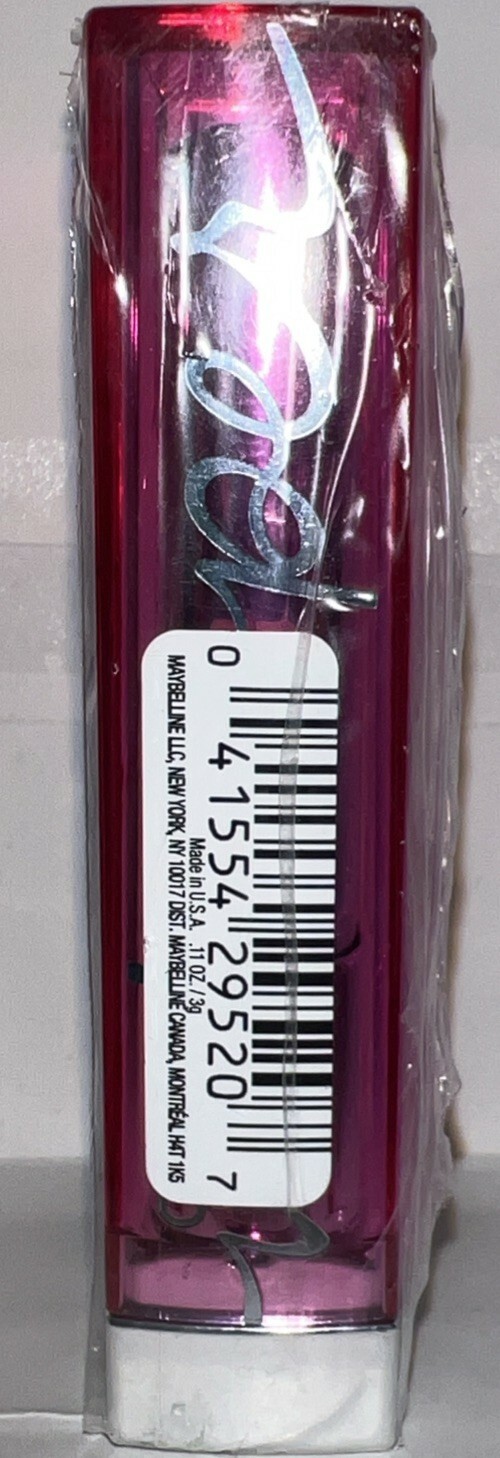 0 41554 29520 7
Made in U.S.A. .11 OZ. / 3g
MAYBELLINE LLC, NEW YORK, NY 10017 DIST. MAYBELLINE CANADA, MONTRÉAL H4T 1K5